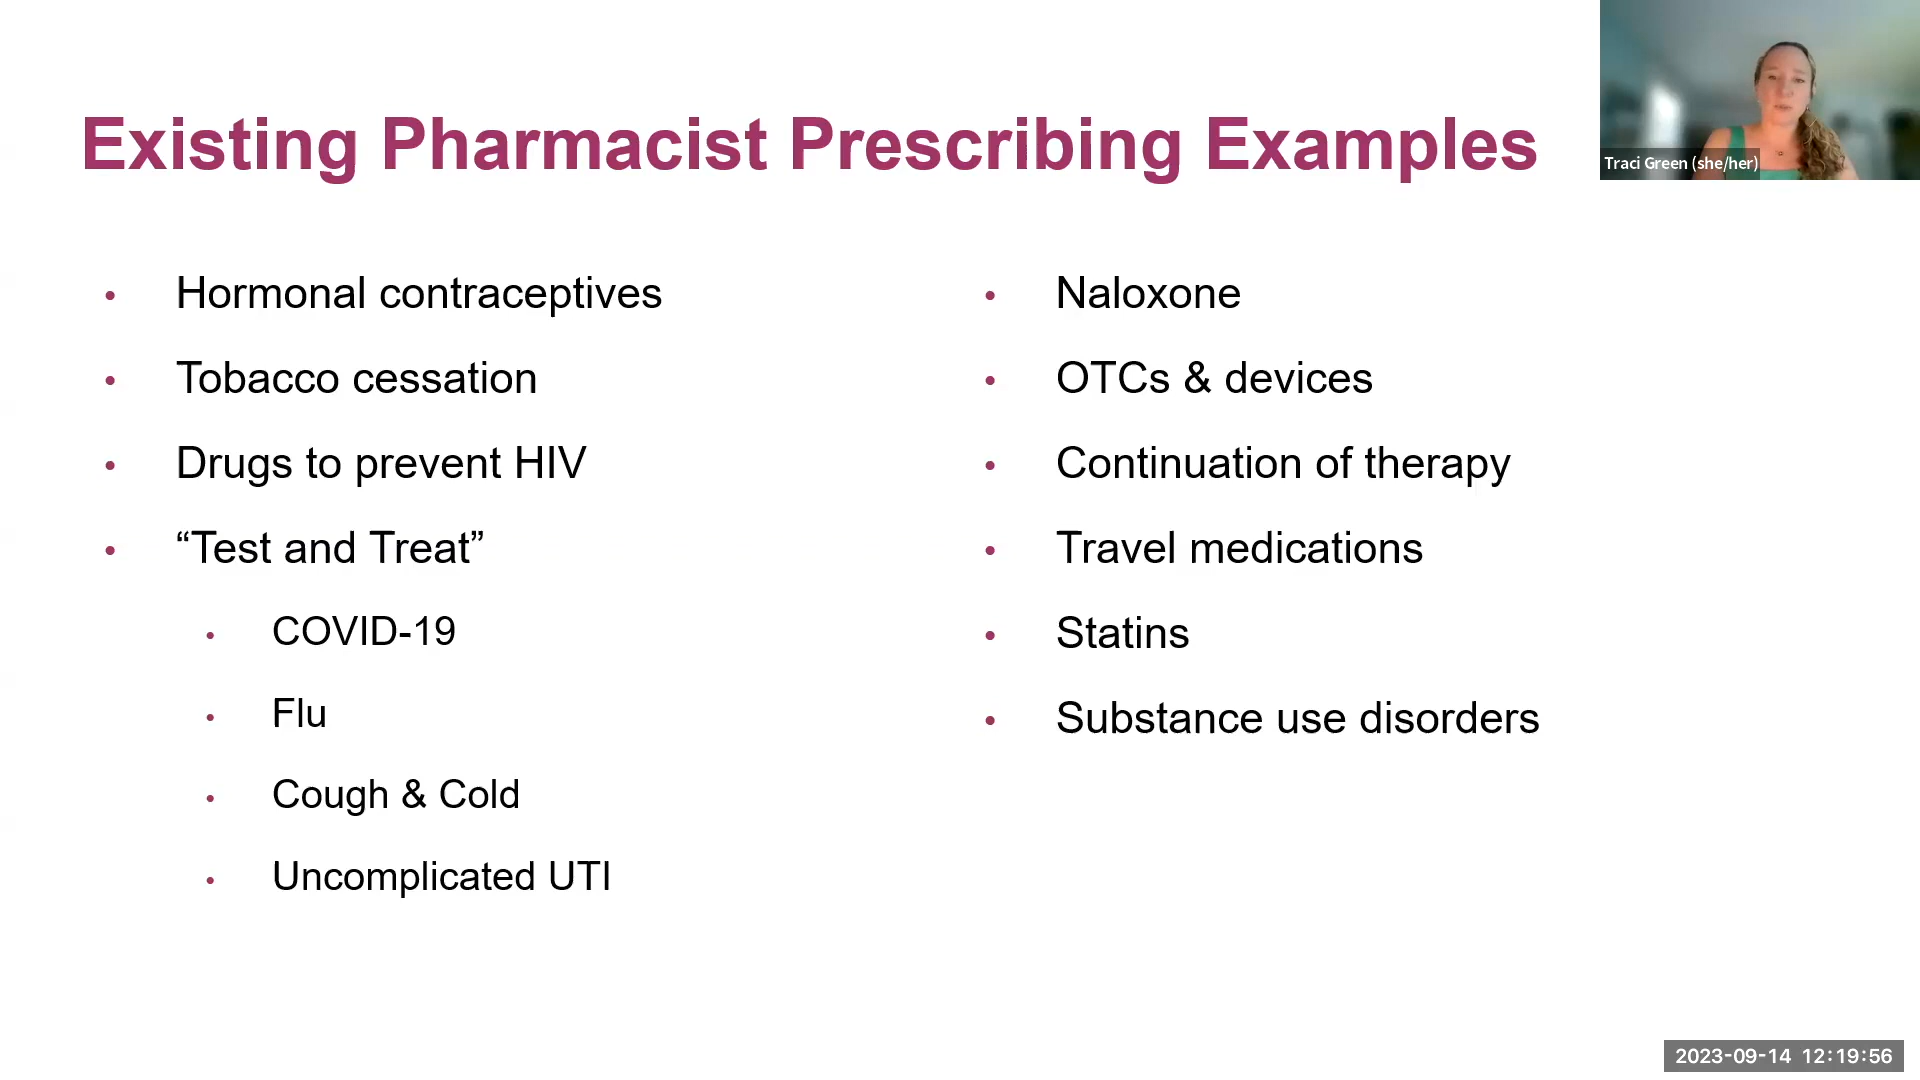 Existing Pharmacist Prescribing Examples
Traci Green (she/her)
• Hormonal contraceptives
• Tobacco cessation
• Drugs to prevent HIV
• “Test and Treat”
• COVID-19
• Flu
• Cough & Cold
• Uncomplicated UTI
• Naloxone
• OTCs & devices
• Continuation of therapy
• Travel medications
• Statins
• Substance use disorders
2023-09-14 12:19:56